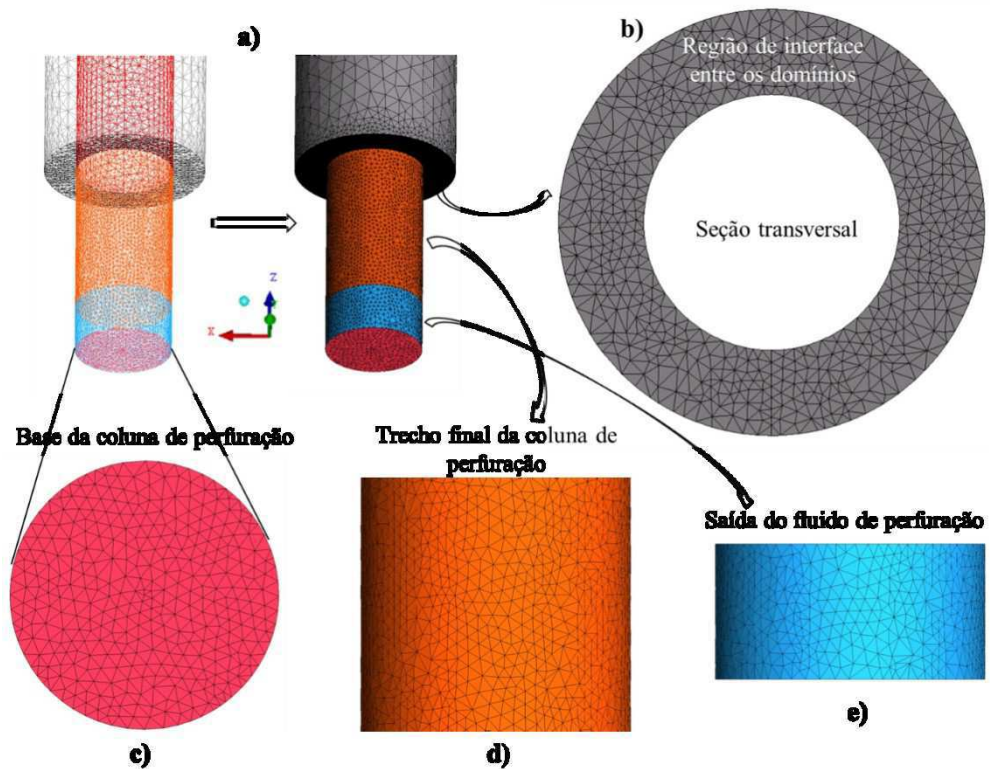 a)
b)
Região de interface
entre os domínios
Seção transversal
z
x
Base da coluna de perfuração
Trecho final da coluna de
perfuração
Saída do fluido de perfuração
c)
d)
e)